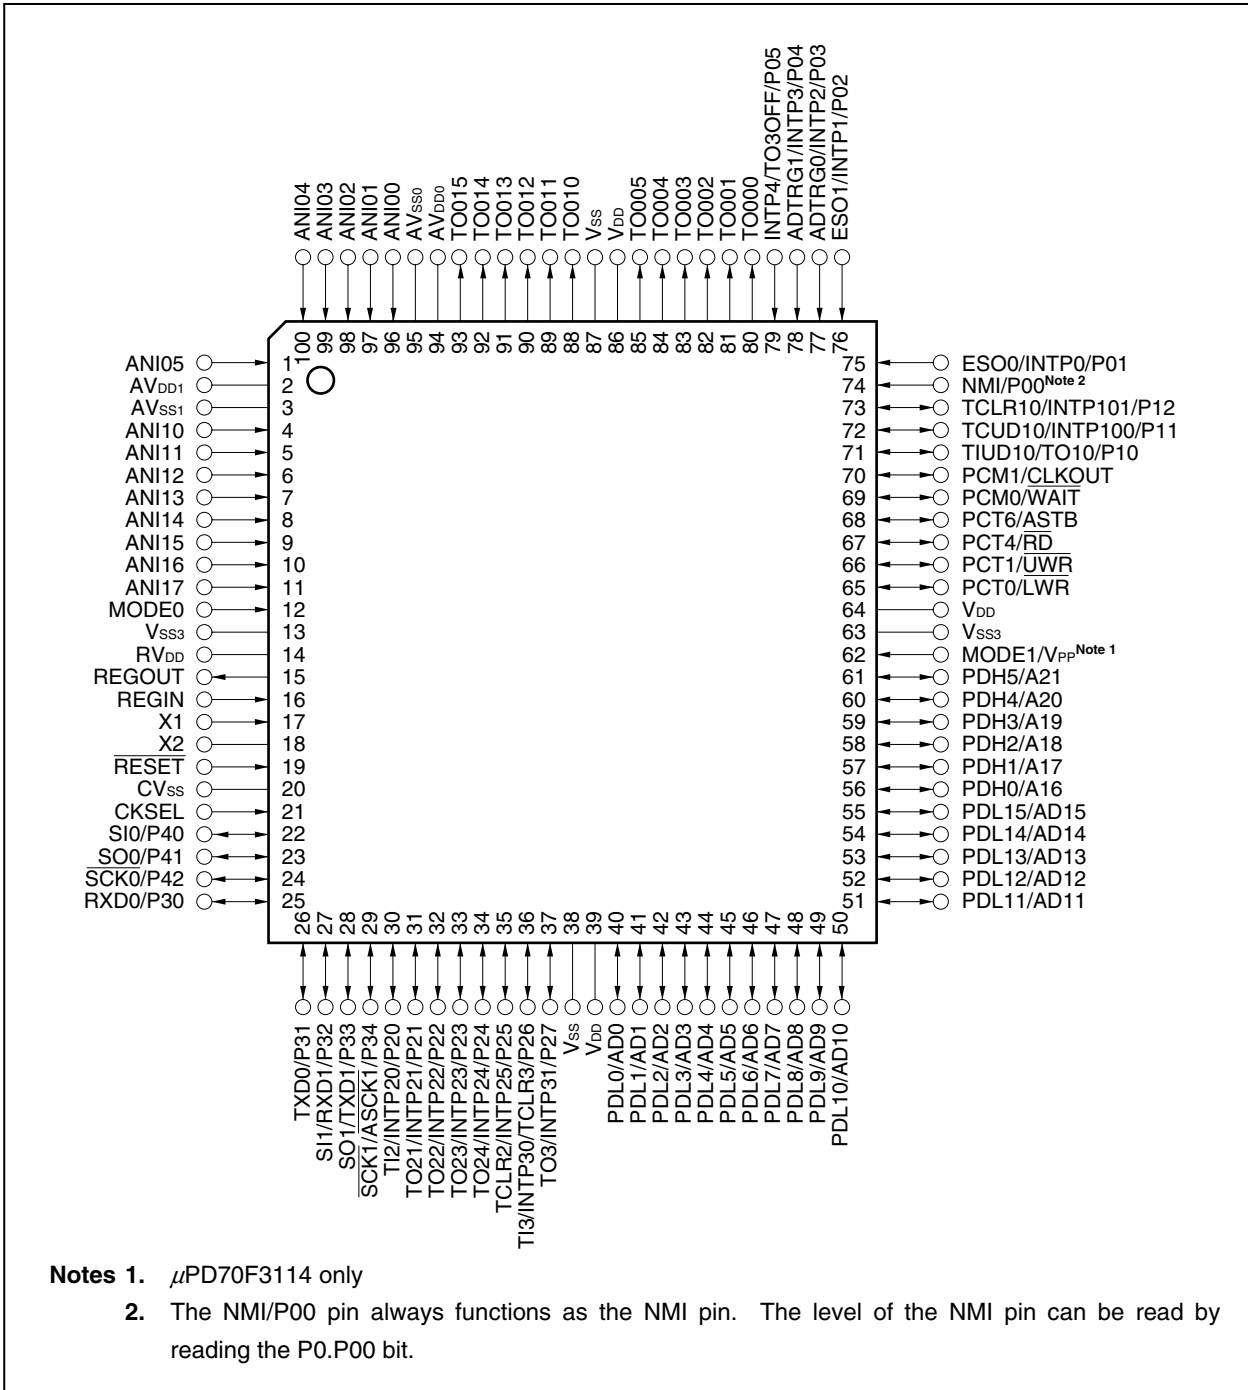 ANI04
ANI03
ANI02
ANI01
ANI00
AVSS0
AVDD0
TO015
TO014
TO013
TO012
TO011
TO010
VSS
VDD
TO005
TO004
TO003
TO002
TO001
TO000
INTP4/TO3OFF/P05
ADTRG1/INTP3/P04
ADTRG0/INTP2/P03
ESO1/INTP1/P02
100
99
98
97
96
95
94
93
92
91
90
89
88
87
86
85
84
83
82
81
80
79
78
77
76
1
ANI05 1
AVDD1 2
AVSS1 3
ANI10 4
ANI11 5
ANI12 6
ANI13 7
ANI14 8
ANI15 9
ANI16 10
ANI17 11
MODE0 12
VSS3 13
RVDD 14
REGOUT 15
REGIN 16
X1 17
X2 18
RESET 19
CVSS 20
CKSEL 21
SI0/P40 22
SO0/P41 23
SCK0/P42 24
RXD0/P30 25
75 ESO0/INTP0/P01
74 NMI/P00 Note 2
73 TCLR10/INTP101/P12
72 TCUD10/INTP100/P11
71 TIUD10/TO10/P10
70 PCM1/CLKOUT
69 PCM0/WAIT
68 PCT6/ASTB
67 PCT4/RD
66 PCT1/UWR
65 PCT0/LWR
64 VDD
63 VSS3
62 MODE1/VPP Note 1
61 PDH5/A21
60 PDH4/A20
59 PDH3/A19
58 PDH2/A18
57 PDH1/A17
56 PDH0/A16
55 PDL15/AD15
54 PDL14/AD14
53 PDL13/AD13
52 PDL12/AD12
51 PDL11/AD11
26
27
28
29
30
31
32
33
34
35
36
37
38
39
40
41
42
43
44
45
46
47
48
49
50
TXD0/P31
SI1/RXD1/P32
SO1/TXD1/P33
SCK1/ASCK1/P34
TI2/INTP20/P20
TO21/INTP21/P21
TO22/INTP22/P22
TO23/INTP23/P23
TO24/INTP24/P24
TCLR2/INTP25/P25
TI3/INTP30/TCLR3/P26
TO3/INTP31/P27
VSS
VDD
PDL0/AD0
PDL1/AD1
PDL2/AD2
PDL3/AD3
PDL4/AD4
PDL5/AD5
PDL6/AD6
PDL7/AD7
PDL8/AD8
PDL9/AD9
PDL10/AD10
Notes 1. μPD70F3114 only
2. The NMI/P00 pin always functions as the NMI pin. The level of the NMI pin can be read by
reading the P0.P00 bit.